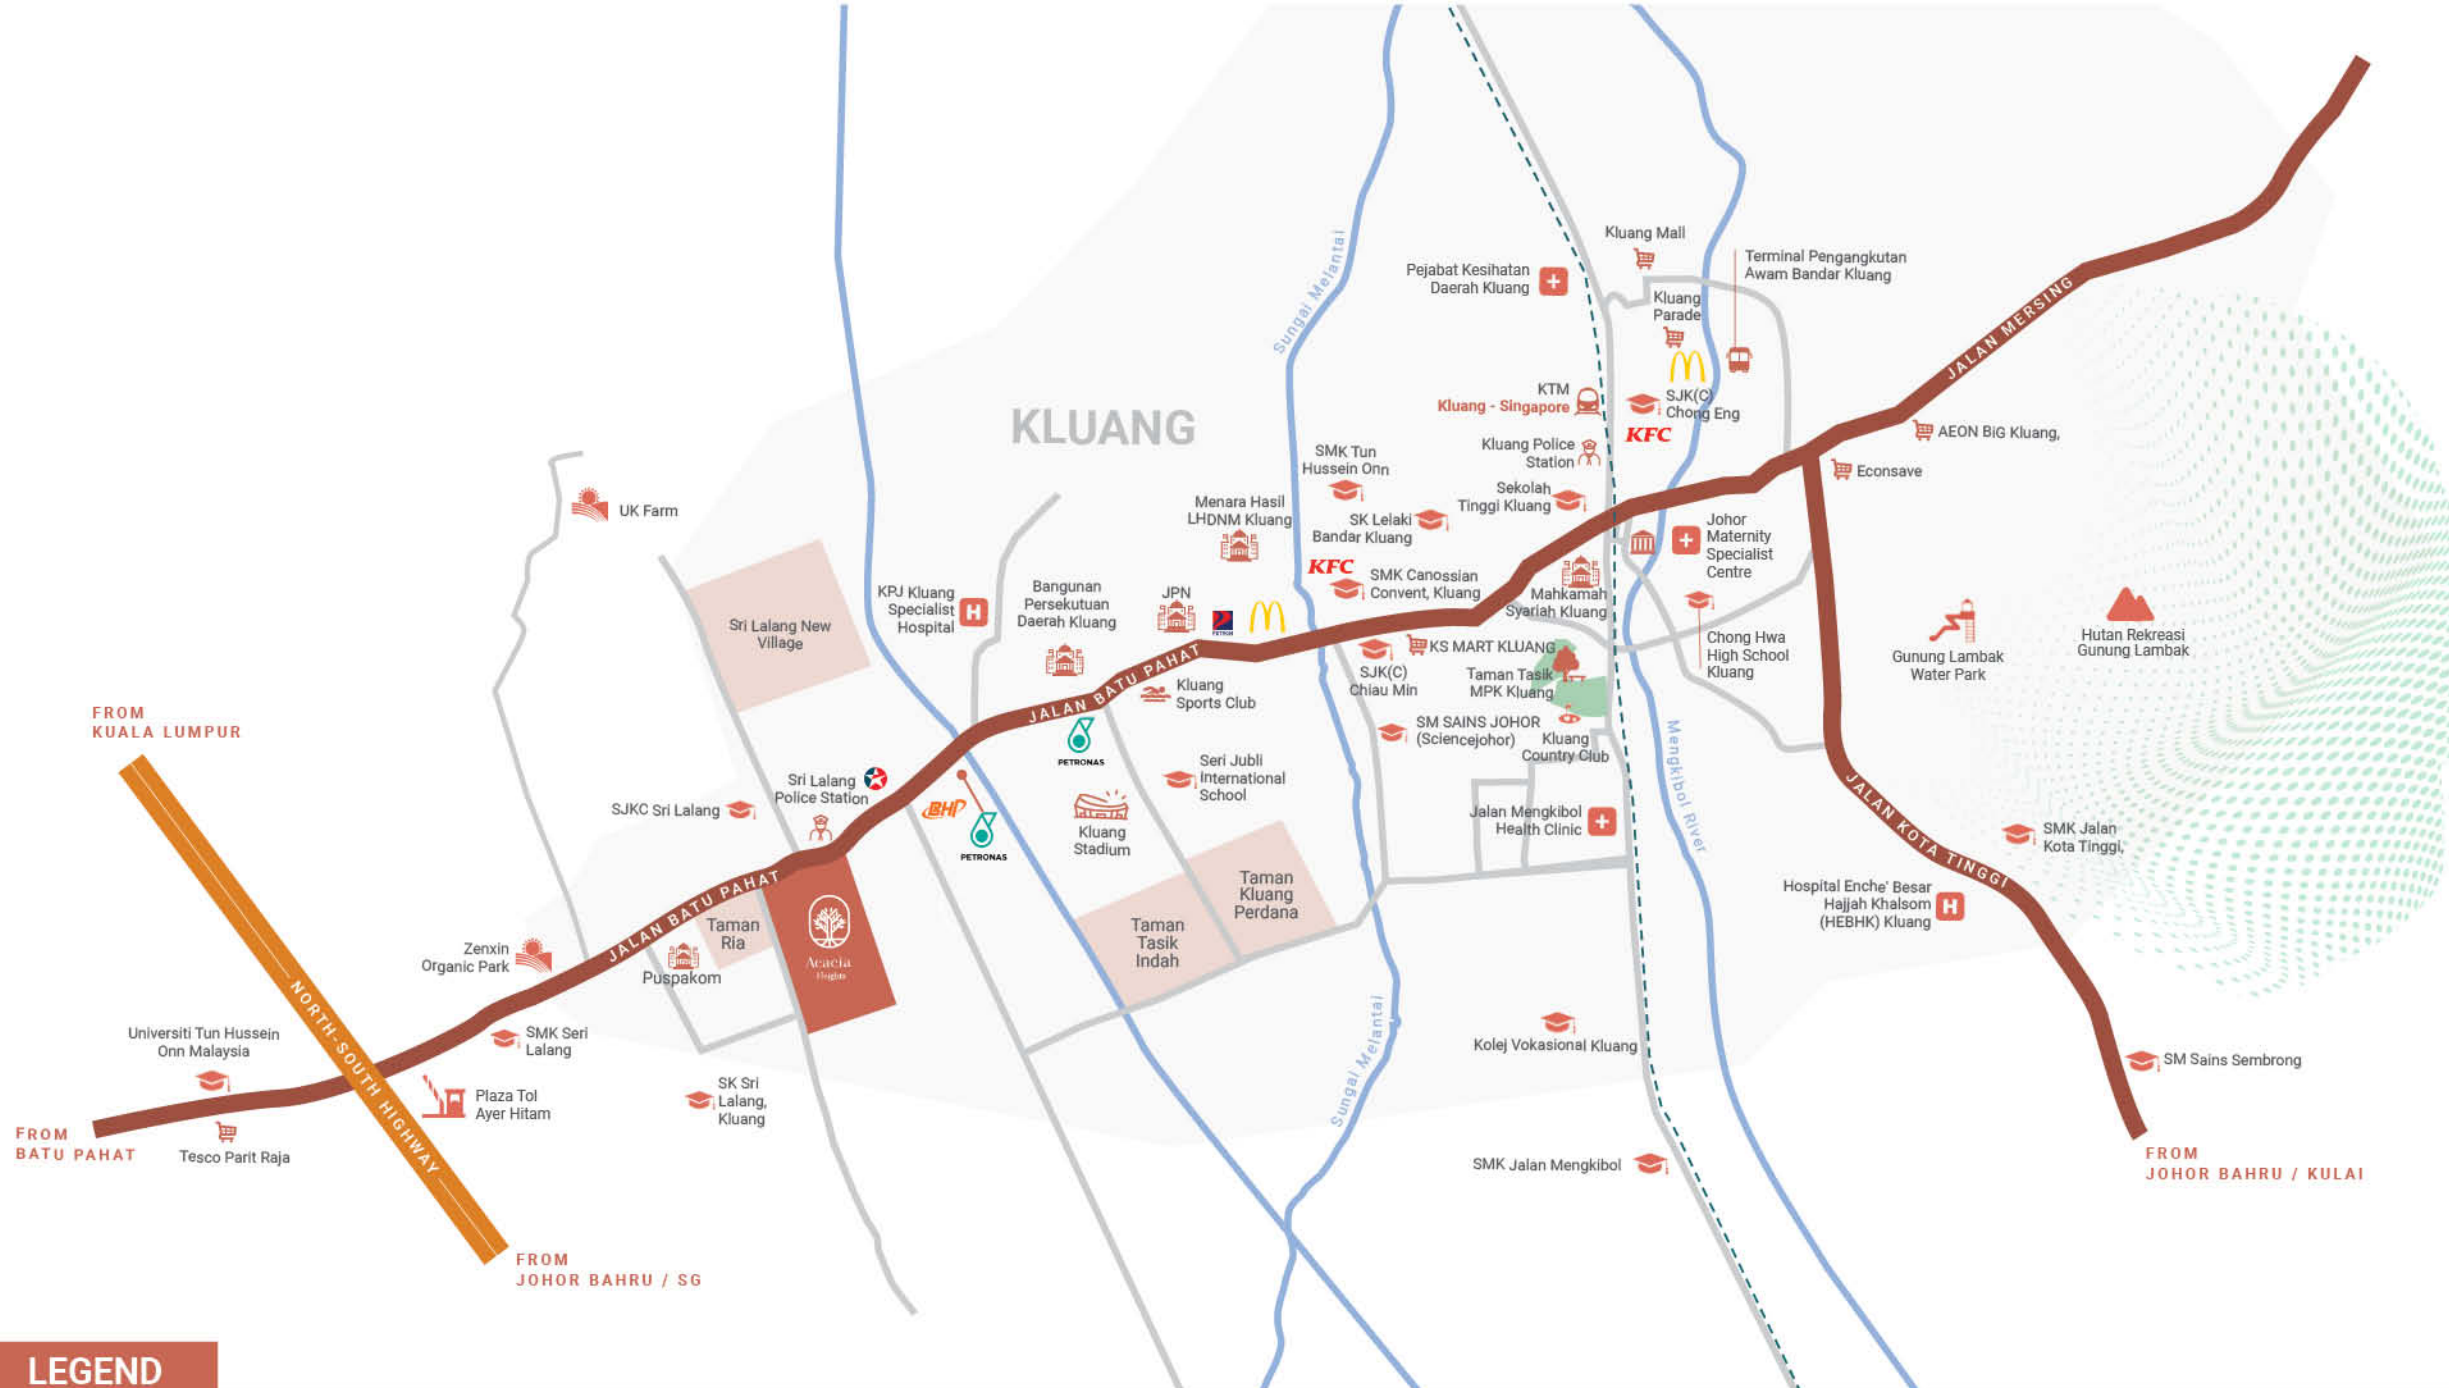 Kluang Mall
Terminal Pengangkutan
Awam Bandar Kluang
Pejabat Kesihatan
Daerah Kluang
Kluang
Parade
Sungai Melantai
JALAN MERSING
KTM
Kluang - Singapore
SJK(C)
Chong Eng
KFC
KLUANG
AEON BiG Kluang,
Kluang Police
Station
SMK Tun
Hussein Onn
Econsave
Sekolah
Tinggi Kluang
Menara Hasil
LHDNM Kluang
SK Lelaki
Bandar Kluang
UK Farm
Johor
Maternity
Specialist
Centre
KFC
SMK Canossian
Convent, Kluang
Mahkamah
Syariah Kluang
KPJ Kluang
Specialist
Hospital
H
Bangunan
Persekutuan
Daerah Kluang
JPN
PETRON
Sri Lalang New
Village
Chong Hwa
High School
Kluang
Gunung Lambak
Water Park
Hutan Rekreasi
Gunung Lambak
KS MART KLUANG
SJK(C)
Chiau Min
Taman Tasik
MPK Kluang
JALAN BATU PAHAT
Kluang
Sports Club
SM SAINS JOHOR
(Sciencejohor)
Kluang
Country Club
Mengkibol River
FROM
KUALA LUMPUR
PETRONAS
Seri Jubli
International
School
Sri Lalang
Police Station
SJKC Sri Lalang
BHP
PETRONAS
Kluang
Stadium
Jalan Mengkibol
Health Clinic
JALAN KOTA TINGGI
SMK Jalan
Kota Tinggi,
Hospital Enche' Besar
Hajjah Khalsom
(HEBHK) Kluang
H
Taman
Kluang
Perdana
Taman
Tasik
Indah
JALAN BATU PAHAT
Taman
Ria
Acacia
Heights
Zenxin
Organic Park
Puspakom
NORTH-SOUTH HIGHWAY
Universiti Tun Hussein
Onn Malaysia
SMK Seri
Lalang
Sungai Melantai
Kolej Vokasional Kluang
SM Sains Sembrong
SK Sri
Lalang,
Kluang
Plaza Tol
Ayer Hitam
FROM
BATU PAHAT
Tesco Parit Raja
SMK Jalan Mengkibol
FROM
JOHOR BAHRU / KULAI
FROM
JOHOR BAHRU / SG
LEGEND